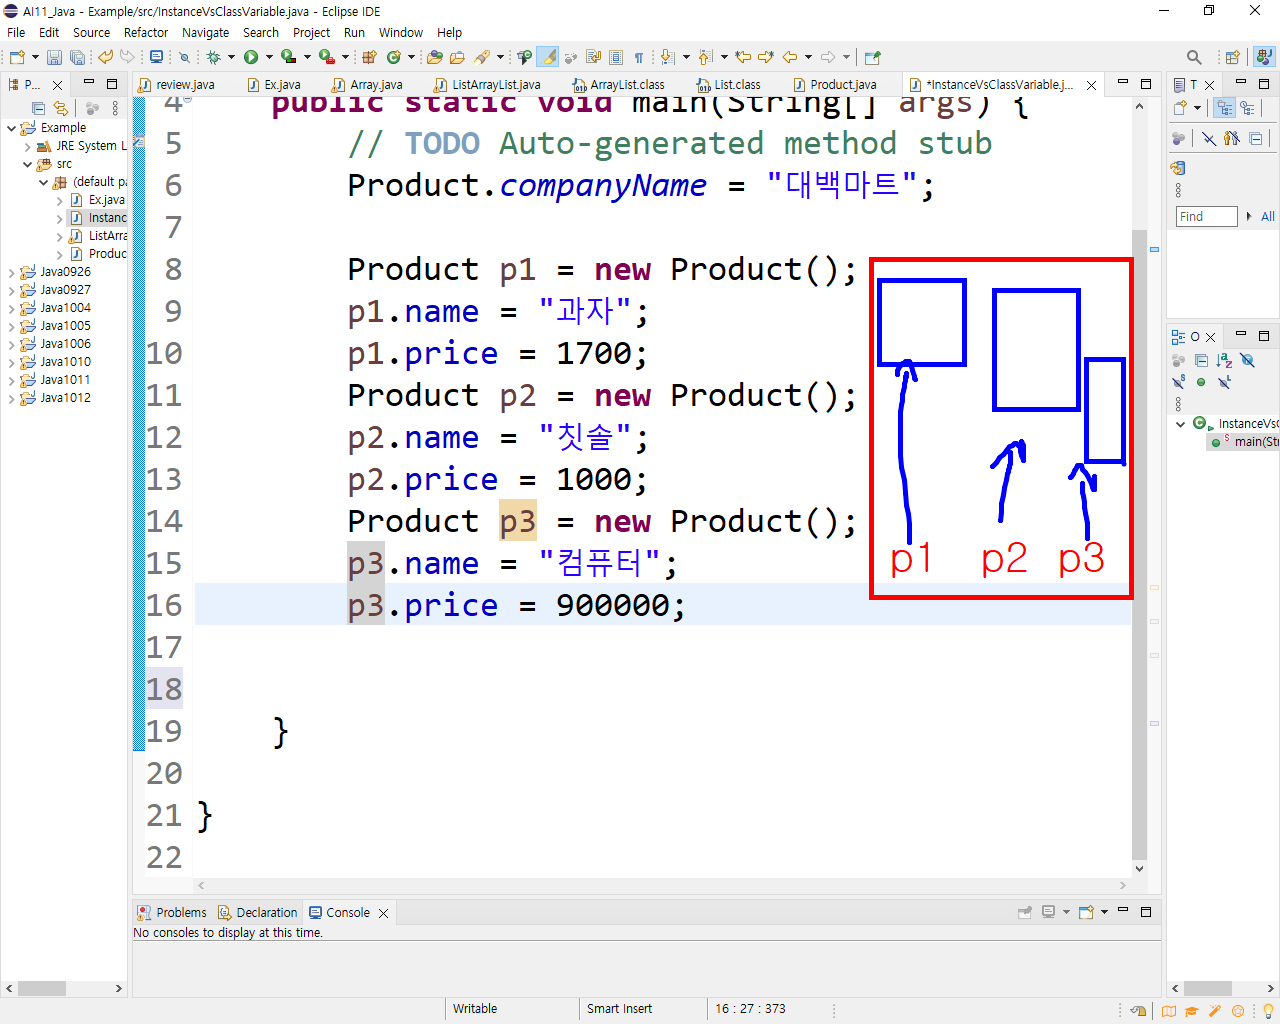 AI11_Java - Example/src/InstanceVsClassVariable.java - Eclipse IDE
File Edit Source Refactor Navigate Search Project Run Window Help
P...
review.java Ex.java Array.java ListArrayList.java ArrayList.class List.class Product.java *InstanceVsClassVariable.j...
T
Example
JRE System L
src
(default pa
Ex.java
Instanc
ListArra
Produc
Java0926
Java0927
Java1004
Java1005
Java1006
Java1010
Java1011
Java1012
4 public static void main(String[] args) {
5 // TODO Auto-generated method stub
6 Product.companyName = "대백마트";
7
8 Product p1 = new Product();
9 p1.name = "과자";
10 p1.price = 1700;
11 Product p2 = new Product();
12 p2.name = "칫솔";
13 p2.price = 1000;
14 Product p3 = new Product();
15 p3.name = "컴퓨터";
16 p3.price = 900000;
17
18
19 }
20
21 }
22
p1 p2 p3
Find All
O
InstanceVsC
main(Str
Problems Declaration Console
No consoles to display at this time.
Writable Smart Insert 16 : 27 : 373